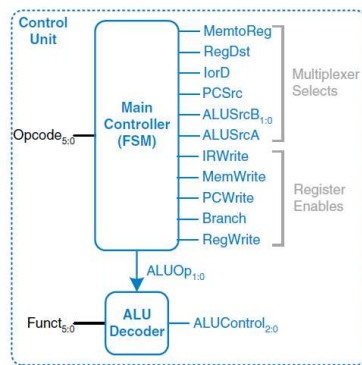 Control
Unit
MemtoReg
RegDst
IorD
PCSrc
ALUSrcB1:0
ALUSrcA
IRWrite
MemWrite
PCWrite
Branch
RegWrite
Multiplexer
Selects
Register
Enables
Main
Controller
(FSM)
Opcode5:0
ALUOp1:0
ALU
Decoder
Funct5:0
ALUControl2:0